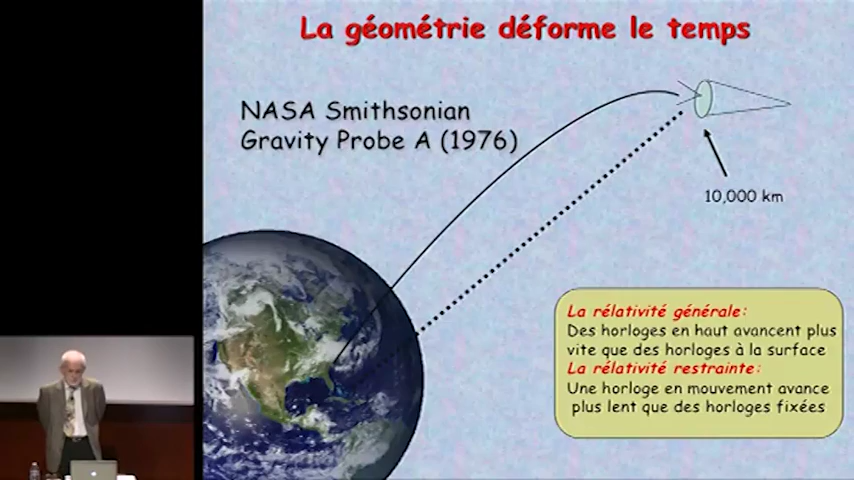 La géométrie déforme le temps
NASA Smithsonian
Gravity Probe A (1976)
10,000 km
La rélativité générale:
Des horloges en haut avancent plus
vite que des horloges à la surface
La rélativité restrainte:
Une horloge en mouvement avance
plus lent que des horloges fixées